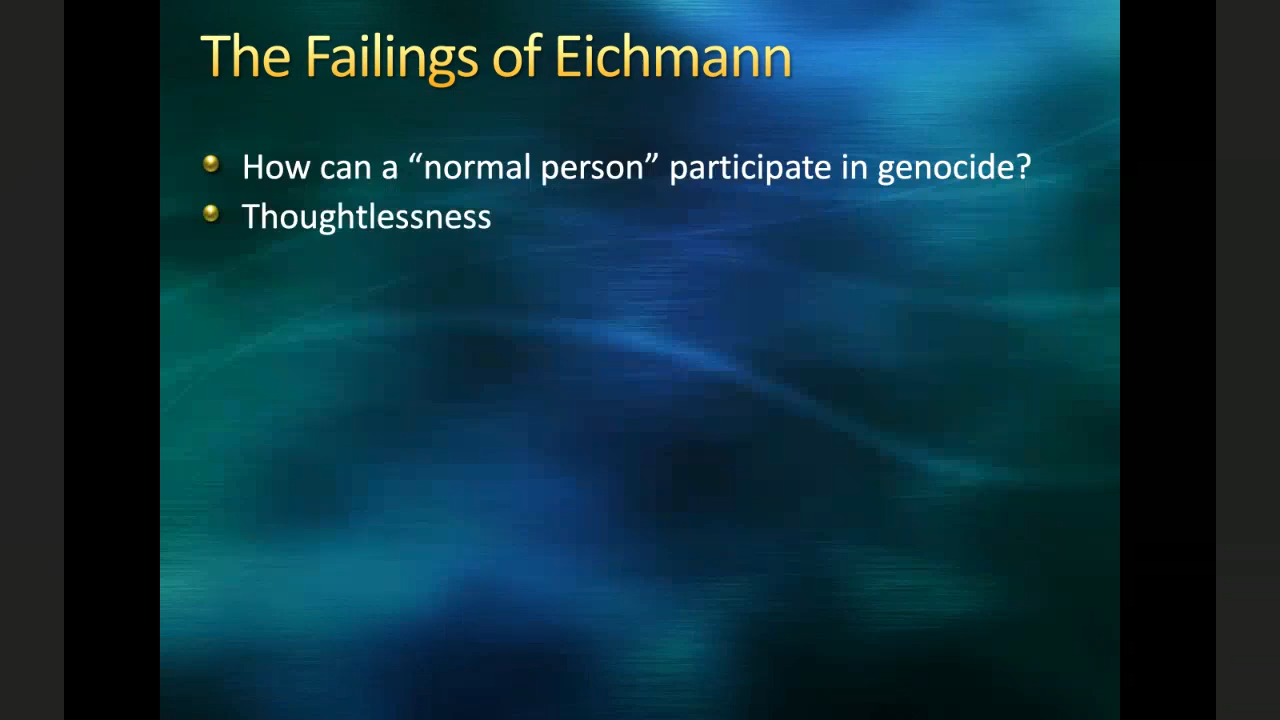 The Failings of Eichmann
How can a “normal person” participate in genocide?
Thoughtlessness